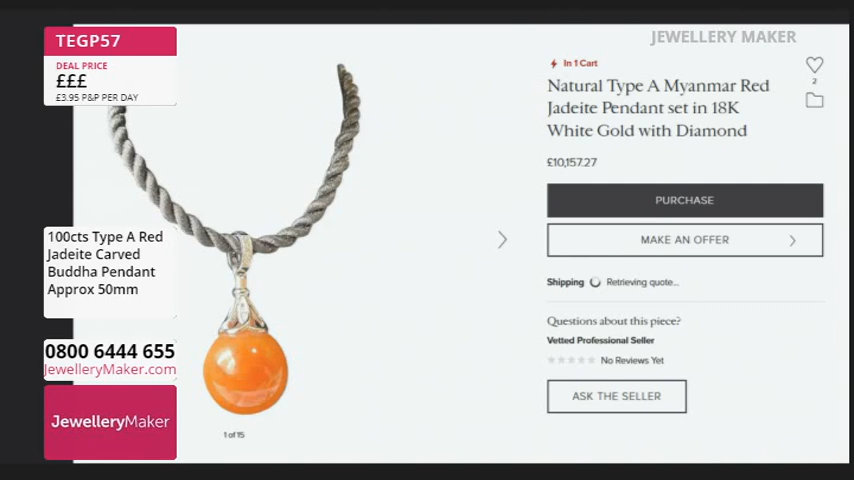 TEGP57
DEAL PRICE
£££
£3.95 P&P PER DAY
100cts Type A Red
Jadeite Carved
Buddha Pendant
Approx 50mm
0800 6444 655
JewelleryMaker.com
JewelleryMaker
1 of 15
JEWELLERY MAKER
In 1 Cart
2
Natural Type A Myanmar Red
Jadeite Pendant set in 18K
White Gold with Diamond
£10,157.27
PURCHASE
MAKE AN OFFER
Shipping Retrieving quote...
Questions about this piece?
Vetted Professional Seller
No Reviews Yet
ASK THE SELLER